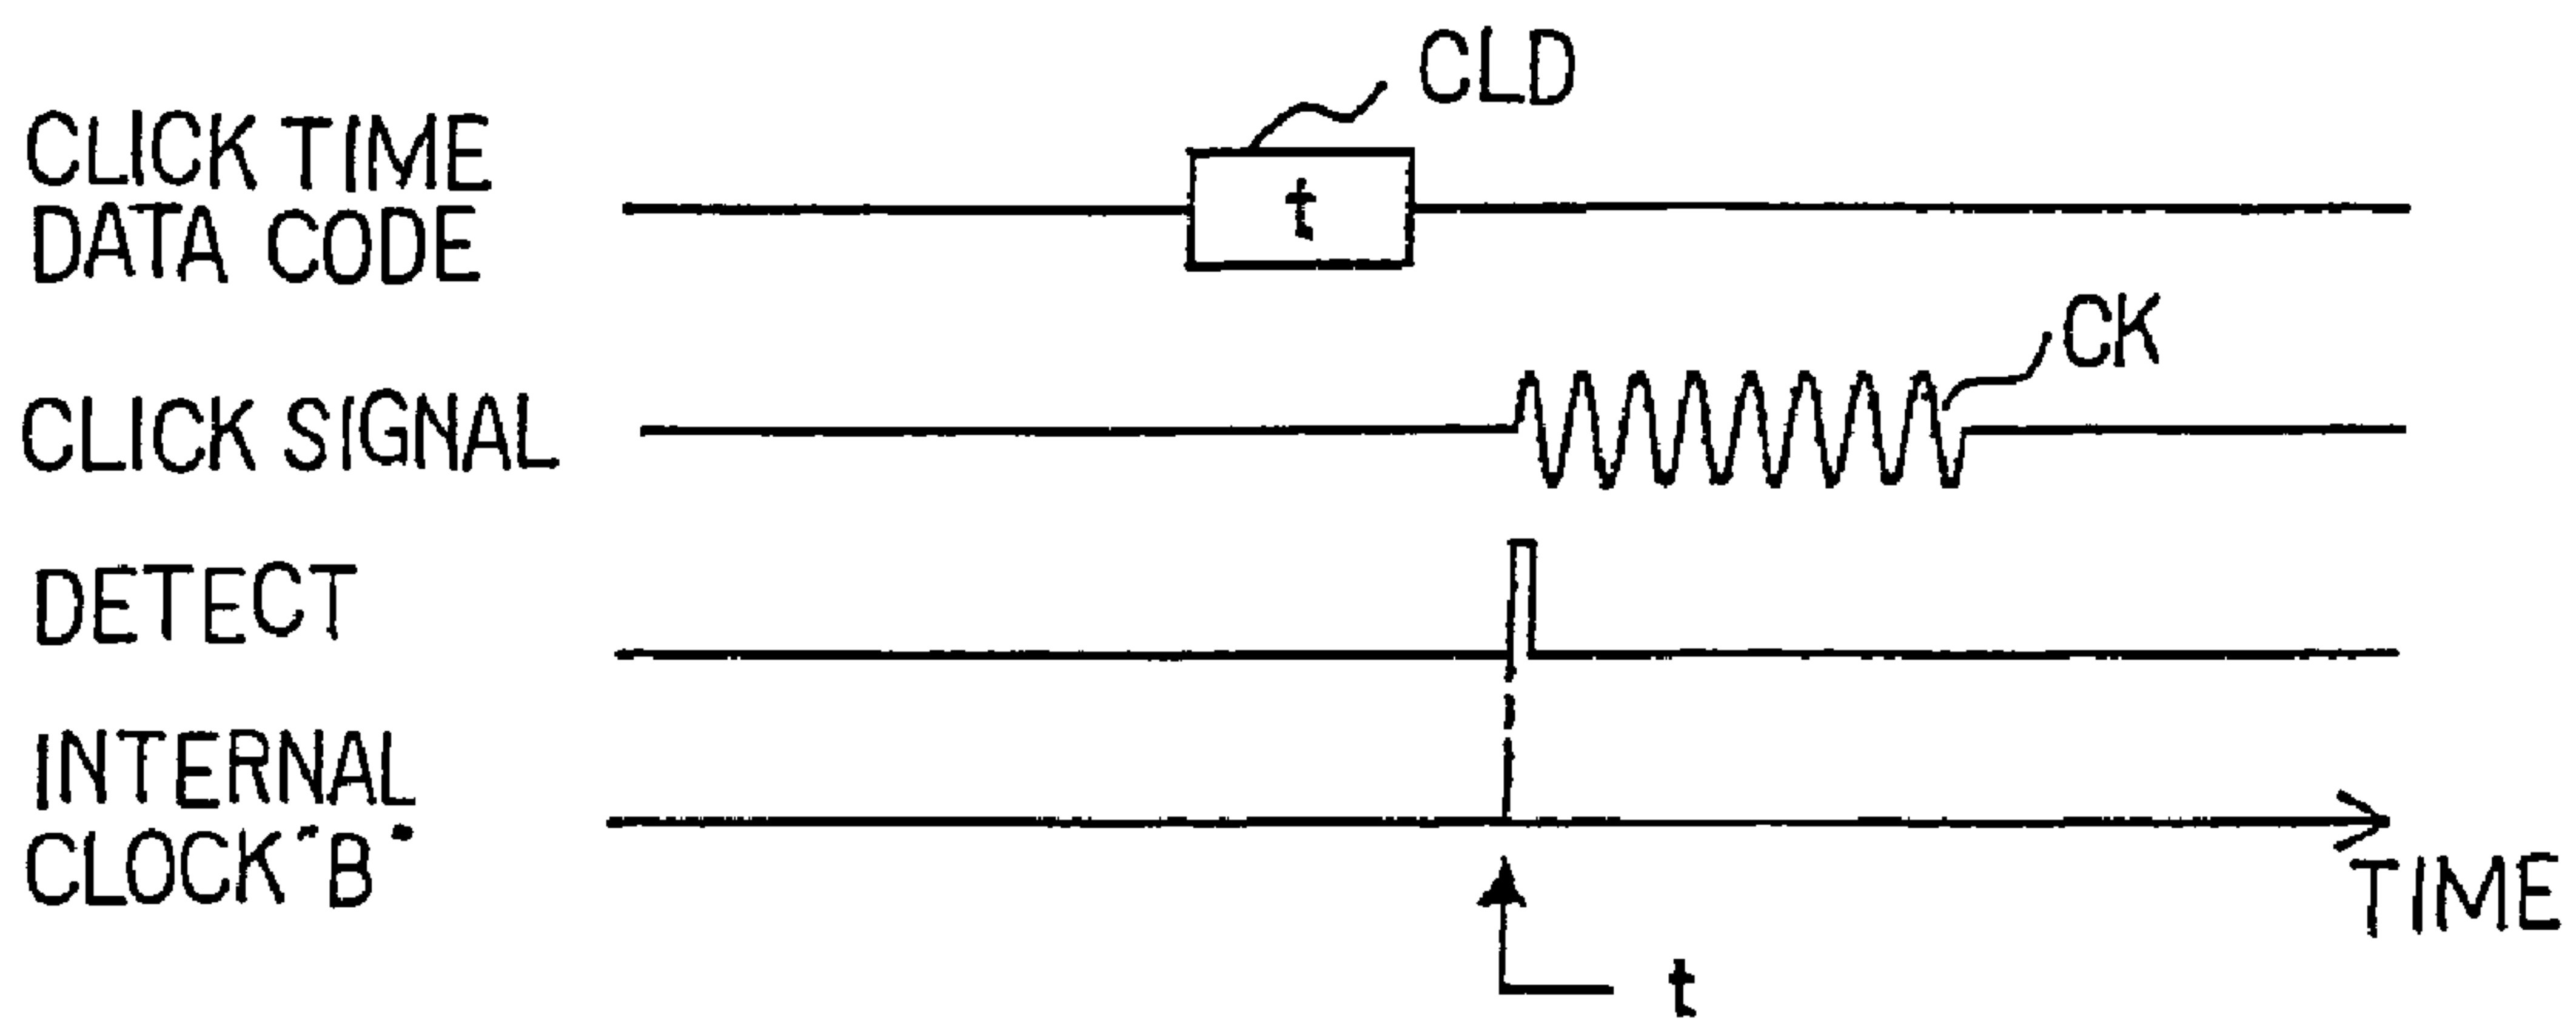 CLD
CLICK TIME
DATA CODE
t
CK
CLICK SIGNAL
DETECT
INTERNAL
CLOCK "B"
TIME
t